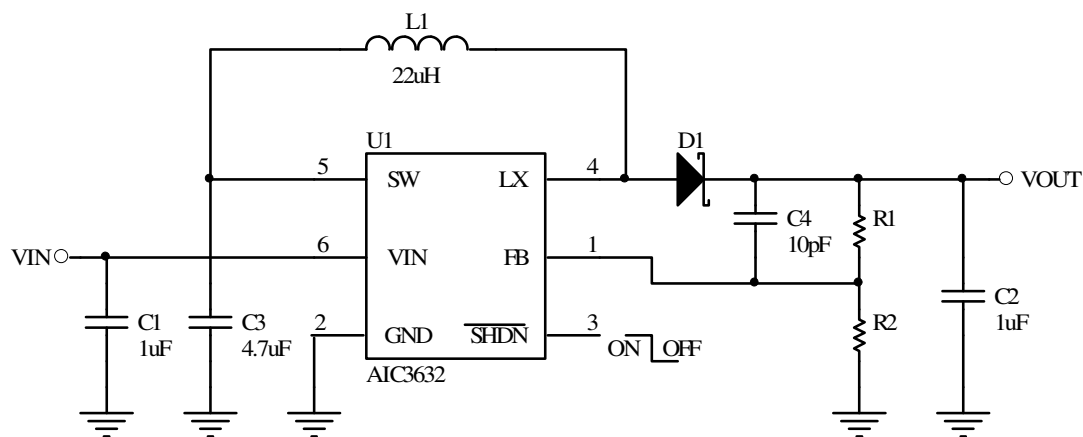 L1
22uH
U1
D1
5
SW
LX
4
VOUT
C4
10pF
R1
VIN
6
VIN
FB
1
C1
1uF
C3
4.7uF
2
GND
SHDN
3
ON
OFF
R2
C2
1uF
AIC3632